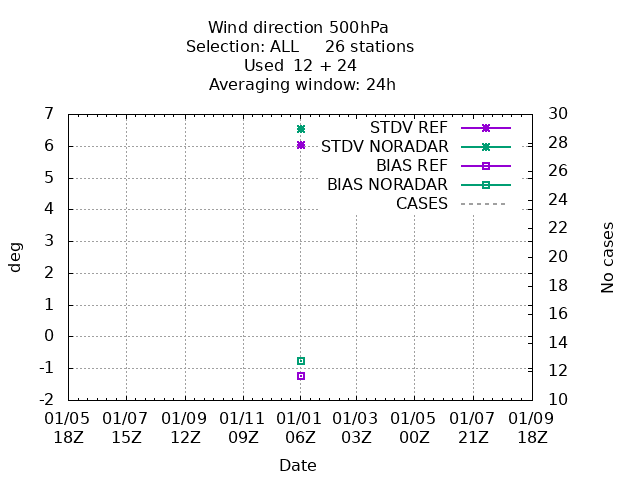 Wind direction 500hPa
Selection: ALL     26 stations
Used  12 + 24
Averaging window: 24h
7
6
5
4
3
2
1
0
-1
-2
deg
30
28
26
24
22
20
18
16
14
12
10
No cases
STDV REF
STDV NORADAR
BIAS REF
BIAS NORADAR
CASES
01/05 01/07 01/09 01/11 01/01 01/03 01/05 01/07 01/09
18Z 15Z 12Z 09Z 06Z 03Z 00Z 21Z 18Z
Date